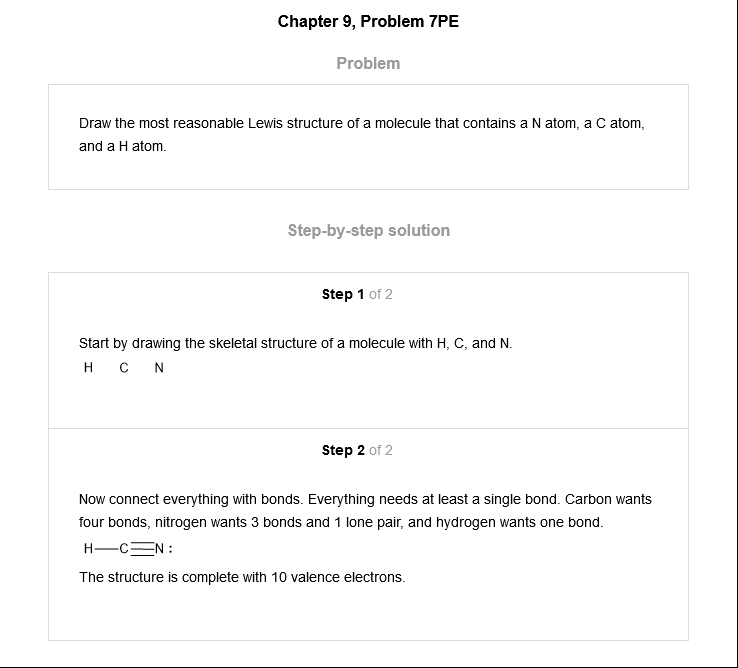 Chapter 9, Problem 7PE
Problem
Draw the most reasonable Lewis structure of a molecule that contains a N atom, a C atom,
and a H atom.
Step-by-step solution
Step 1 of 2
Start by drawing the skeletal structure of a molecule with H, C, and N.
H C N
Step 2 of 2
Now connect everything with bonds. Everything needs at least a single bond. Carbon wants
four bonds, nitrogen wants 3 bonds and 1 lone pair, and hydrogen wants one bond.
H—C≡N:
The structure is complete with 10 valence electrons.